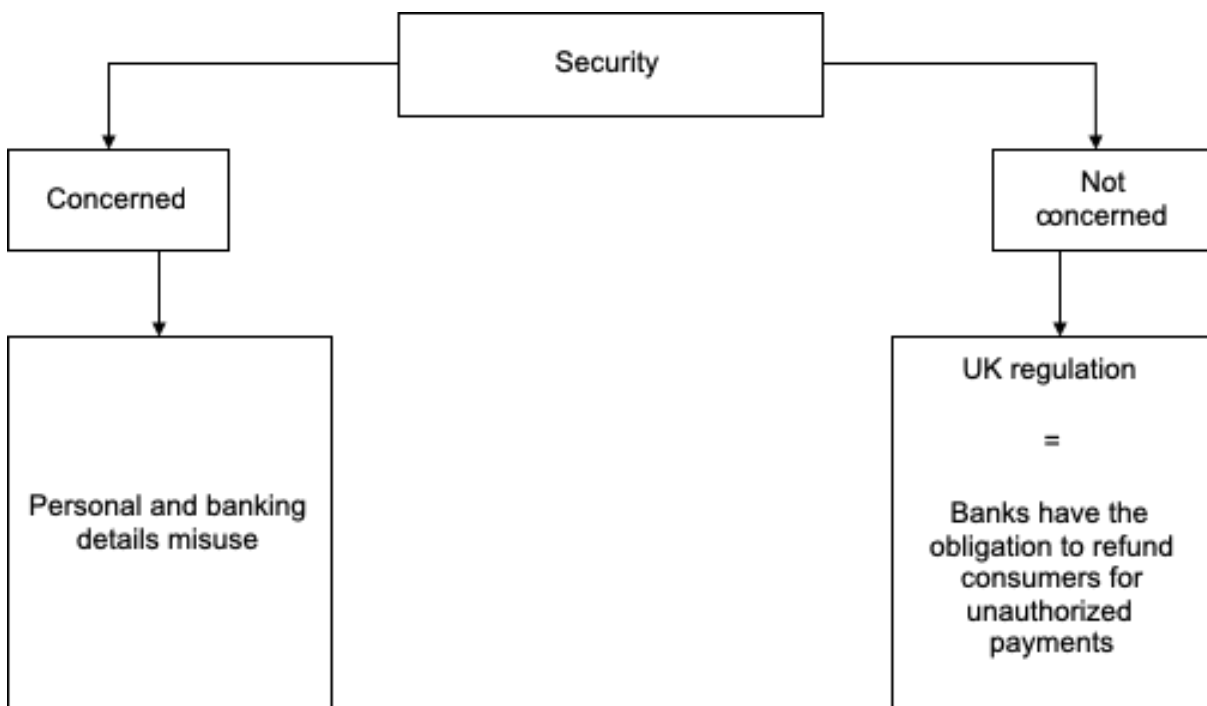 Security
Concerned
Not
concerned
Personal and banking
details misuse
UK regulation
=
Banks have the
obligation to refund
consumers for
unauthorized
payments